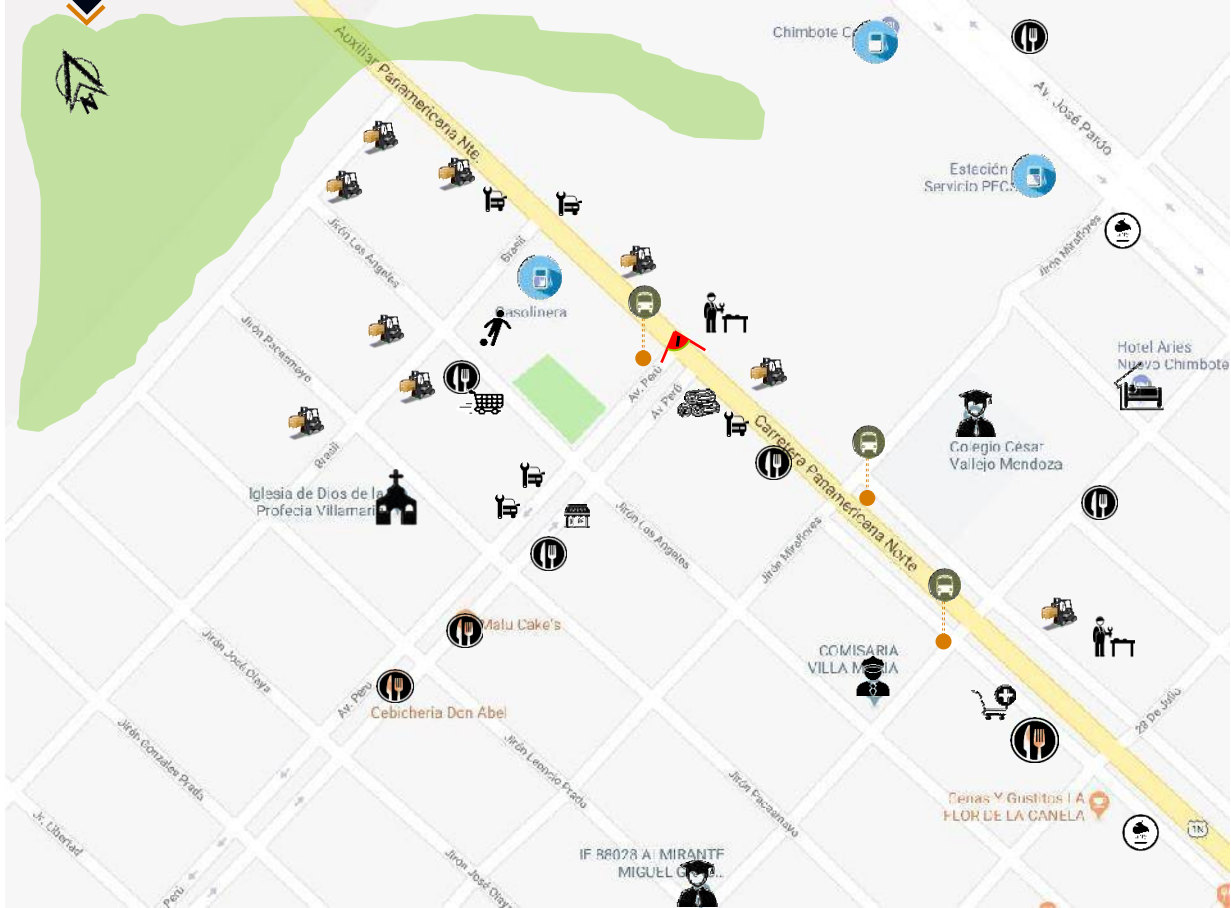 Chimbote C
Auxiliar Panamericana Nte.
N
Av. José Pardo
Estación
Servicio PEC
Jirón Miraflores
Jirón Los Angeles
Brasil
Gasolinera
Jirón Pacasmayo
Av. Perú
Av Perú
Hotel Aries
Nuevo Chimbote
Carretera Panamericana Norte
Colegio César
Vallejo Mendoza
Brasil
Iglesia de Dios de la
Profecia Villamari
Jirón Los Angeles
Jirón Miraflores
Malu Cake's
Jirón José Olaya
COMISARIA
VILLA MARIA
Av. Perú
Cebicheria Don Abel
28 De Julio
Jirón Gonzales Prada
Jirón Leoncio Prado
Jirón Pacasmayo
Cenas Y Gustitos LA
FLOR DE LA CANELA
1N
Jr. Libertad
Jirón José Olaya
IE 88028 ALMIRANTE
MIGUEL G
Perú